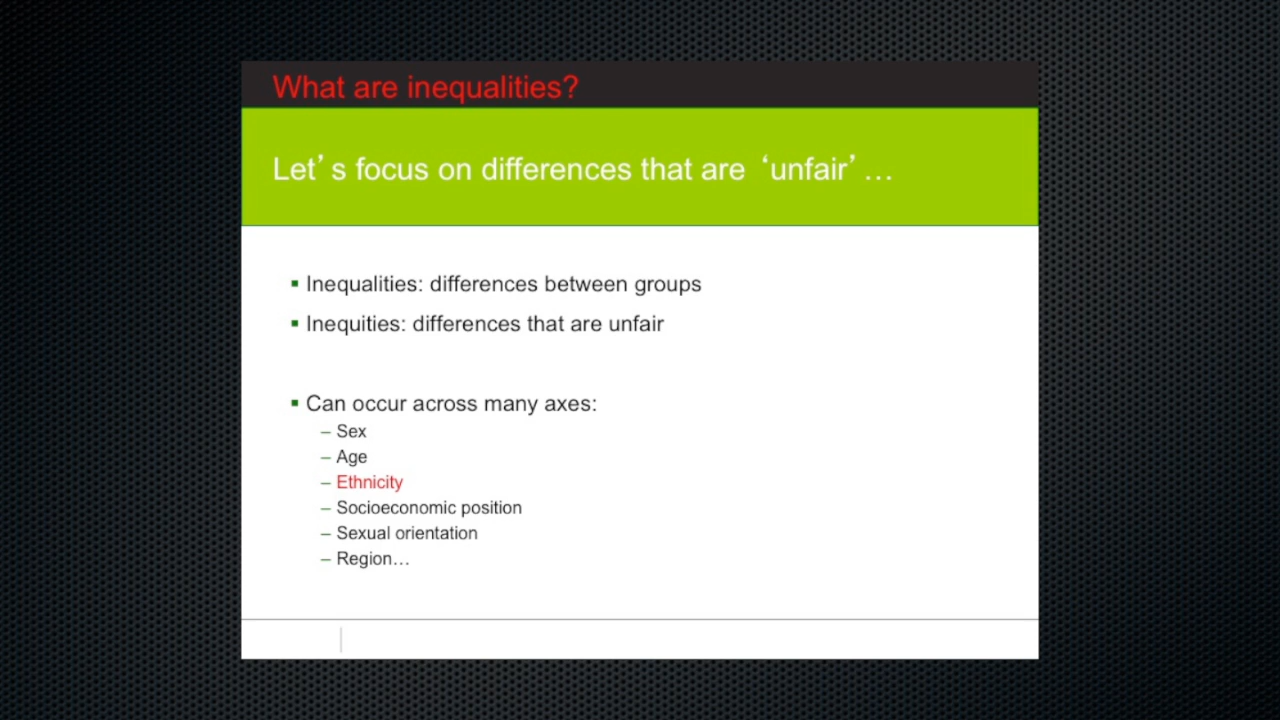 What are inequalities?
Let’s focus on differences that are ‘unfair’…
▪ Inequalities: differences between groups
▪ Inequities: differences that are unfair
▪ Can occur across many axes:
– Sex
– Age
– Ethnicity
– Socioeconomic position
– Sexual orientation
– Region…